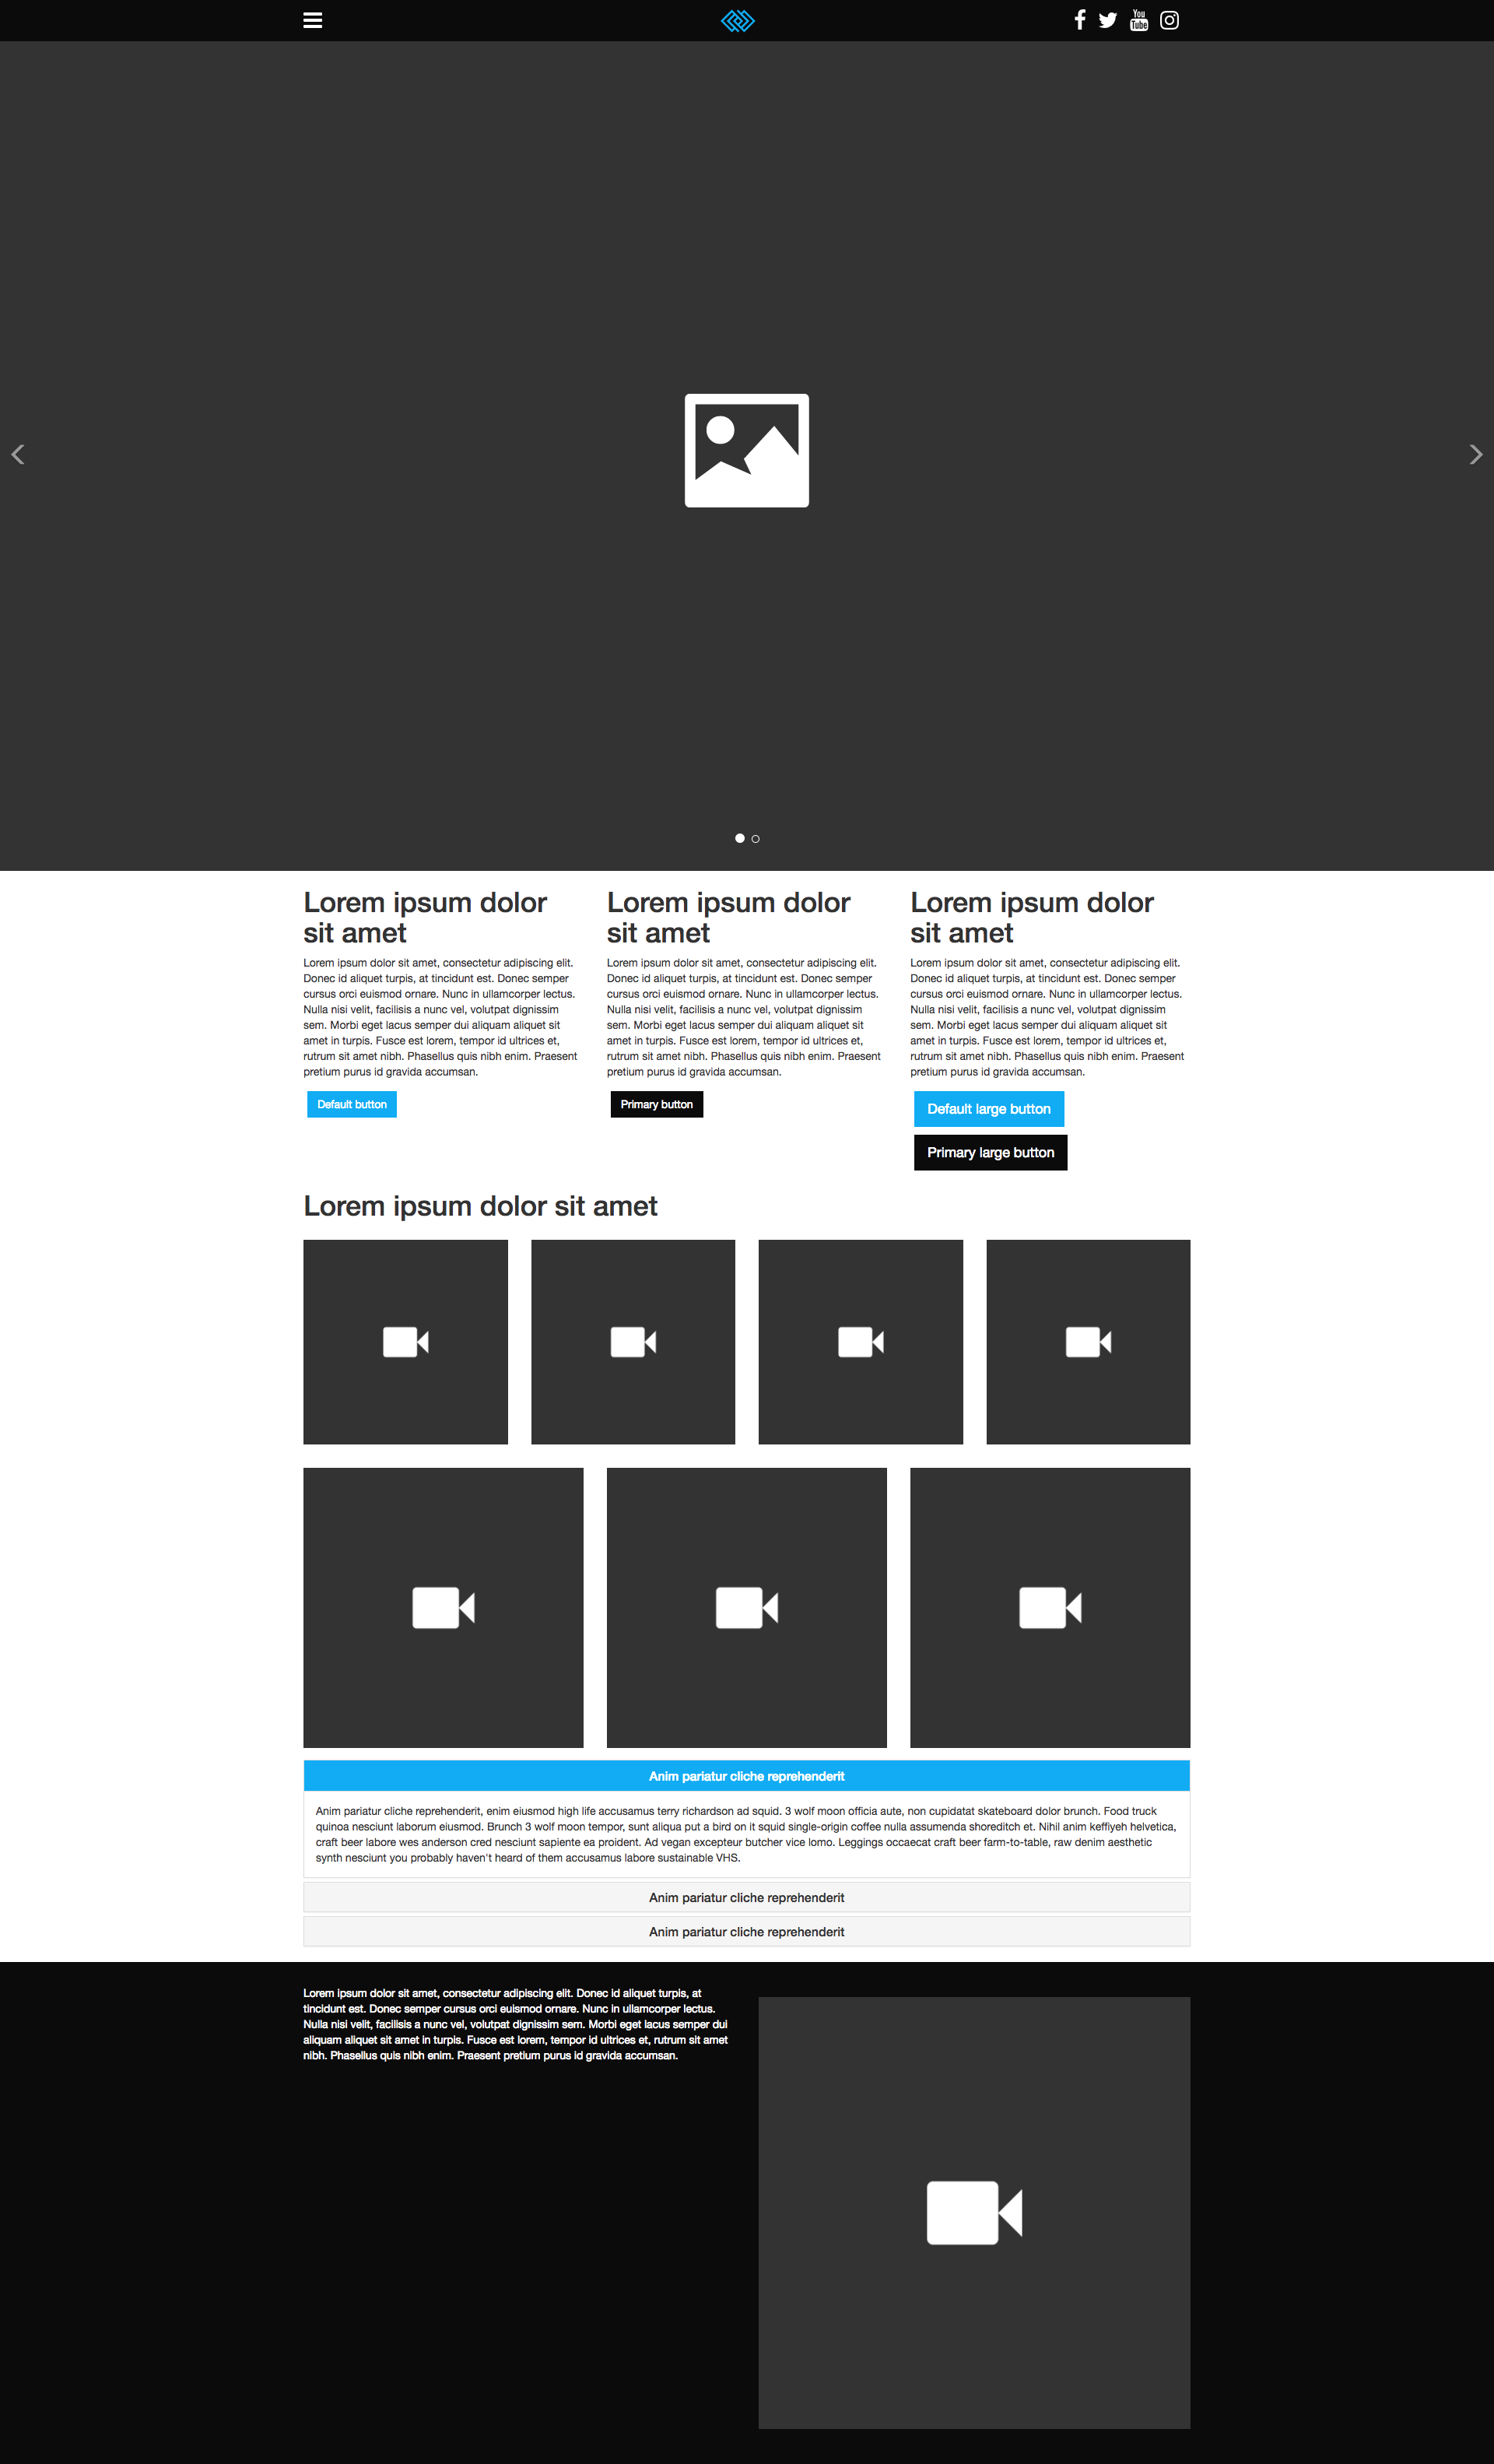 You
Tube
Lorem ipsum dolor
sit amet
Lorem ipsum dolor sit amet, consectetur adipiscing elit.
Donec id aliquet turpis, at tincidunt est. Donec semper
cursus orci euismod ornare. Nunc in ullamcorper lectus.
Nulla nisi velit, facilisis a nunc vel, volutpat dignissim
sem. Morbi eget lacus semper dui aliquam aliquet sit
amet in turpis. Fusce est lorem, tempor id ultrices et,
rutrum sit amet nibh. Phasellus quis nibh enim. Praesent
pretium purus id gravida accumsan.
Default button
Lorem ipsum dolor
sit amet
Lorem ipsum dolor sit amet, consectetur adipiscing elit.
Donec id aliquet turpis, at tincidunt est. Donec semper
cursus orci euismod ornare. Nunc in ullamcorper lectus.
Nulla nisi velit, facilisis a nunc vel, volutpat dignissim
sem. Morbi eget lacus semper dui aliquam aliquet sit
amet in turpis. Fusce est lorem, tempor id ultrices et,
rutrum sit amet nibh. Phasellus quis nibh enim. Praesent
pretium purus id gravida accumsan.
Primary button
Lorem ipsum dolor
sit amet
Lorem ipsum dolor sit amet, consectetur adipiscing elit.
Donec id aliquet turpis, at tincidunt est. Donec semper
cursus orci euismod ornare. Nunc in ullamcorper lectus.
Nulla nisi velit, facilisis a nunc vel, volutpat dignissim
sem. Morbi eget lacus semper dui aliquam aliquet sit
amet in turpis. Fusce est lorem, tempor id ultrices et,
rutrum sit amet nibh. Phasellus quis nibh enim. Praesent
pretium purus id gravida accumsan.
Default large button
Primary large button
Lorem ipsum dolor sit amet
Anim pariatur cliche reprehenderit
Anim pariatur cliche reprehenderit, enim eiusmod high life accusamus terry richardson ad squid. 3 wolf moon officia aute, non cupidatat skateboard dolor brunch. Food truck
quinoa nesciunt laborum eiusmod. Brunch 3 wolf moon tempor, sunt aliqua put a bird on it squid single-origin coffee nulla assumenda shoreditch et. Nihil anim keffiyeh helvetica,
craft beer labore wes anderson cred nesciunt sapiente ea proident. Ad vegan excepteur butcher vice lomo. Leggings occaecat craft beer farm-to-table, raw denim aesthetic
synth nesciunt you probably haven't heard of them accusamus labore sustainable VHS.
Anim pariatur cliche reprehenderit
Anim pariatur cliche reprehenderit
Lorem ipsum dolor sit amet, consectetur adipiscing elit. Donec id aliquet turpis, at
tincidunt est. Donec semper cursus orci euismod ornare. Nunc in ullamcorper lectus.
Nulla nisi velit, facilisis a nunc vel, volutpat dignissim sem. Morbi eget lacus semper dui
aliquam aliquet sit amet in turpis. Fusce est lorem, tempor id ultrices et, rutrum sit amet
nibh. Phasellus quis nibh enim. Praesent pretium purus id gravida accumsan.